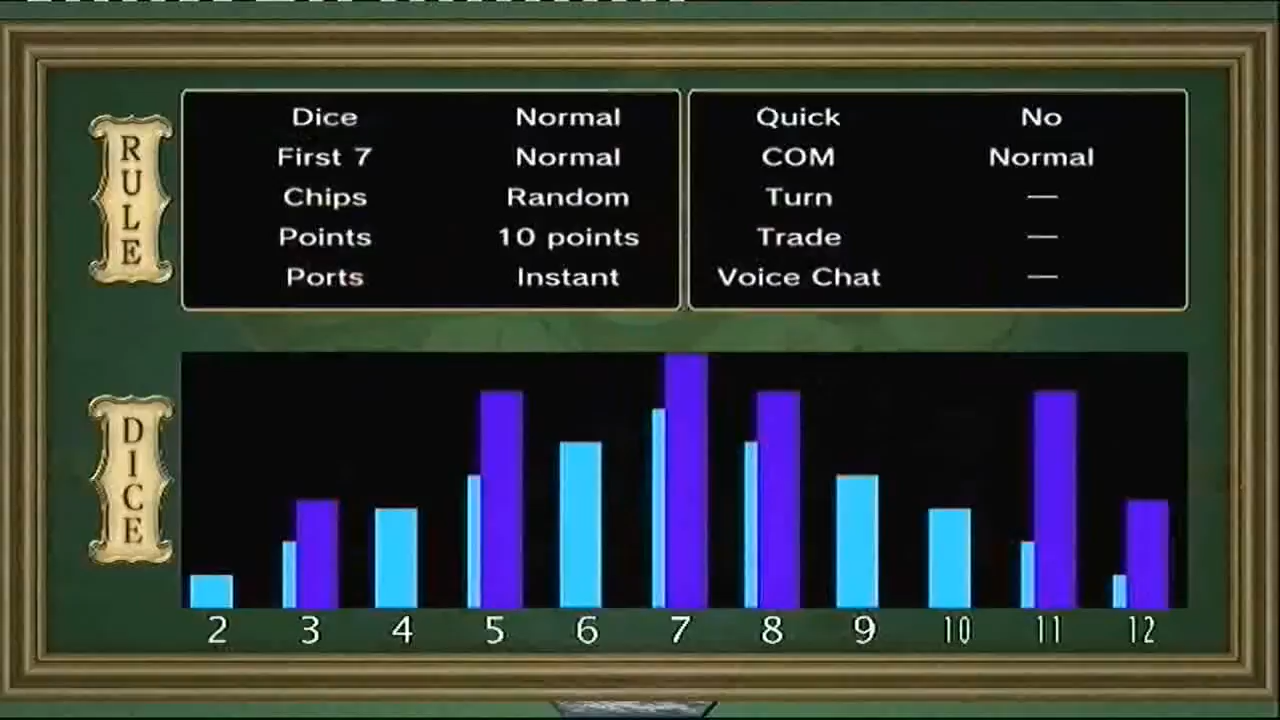 RULE
Dice Normal
First 7 Normal
Chips Random
Points 10 points
Ports Instant
Quick No
COM Normal
Turn —
Trade —
Voice Chat —
DICE
2 3 4 5 6 7 8 9 10 11 12